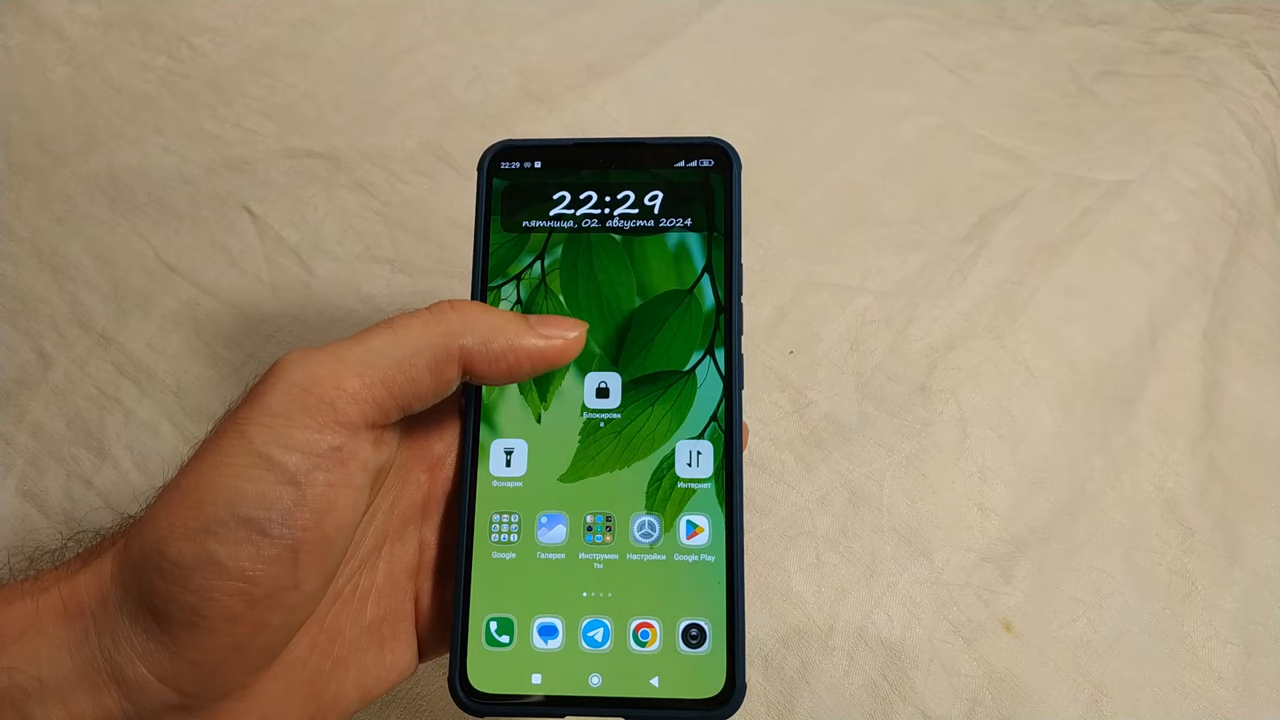 22:29
22:29
пятница, 02. августа 2024
Блокировк
а
Фонарик
Интернет
Google
Галерея
Инструмен
ты
Настройки
Google Play